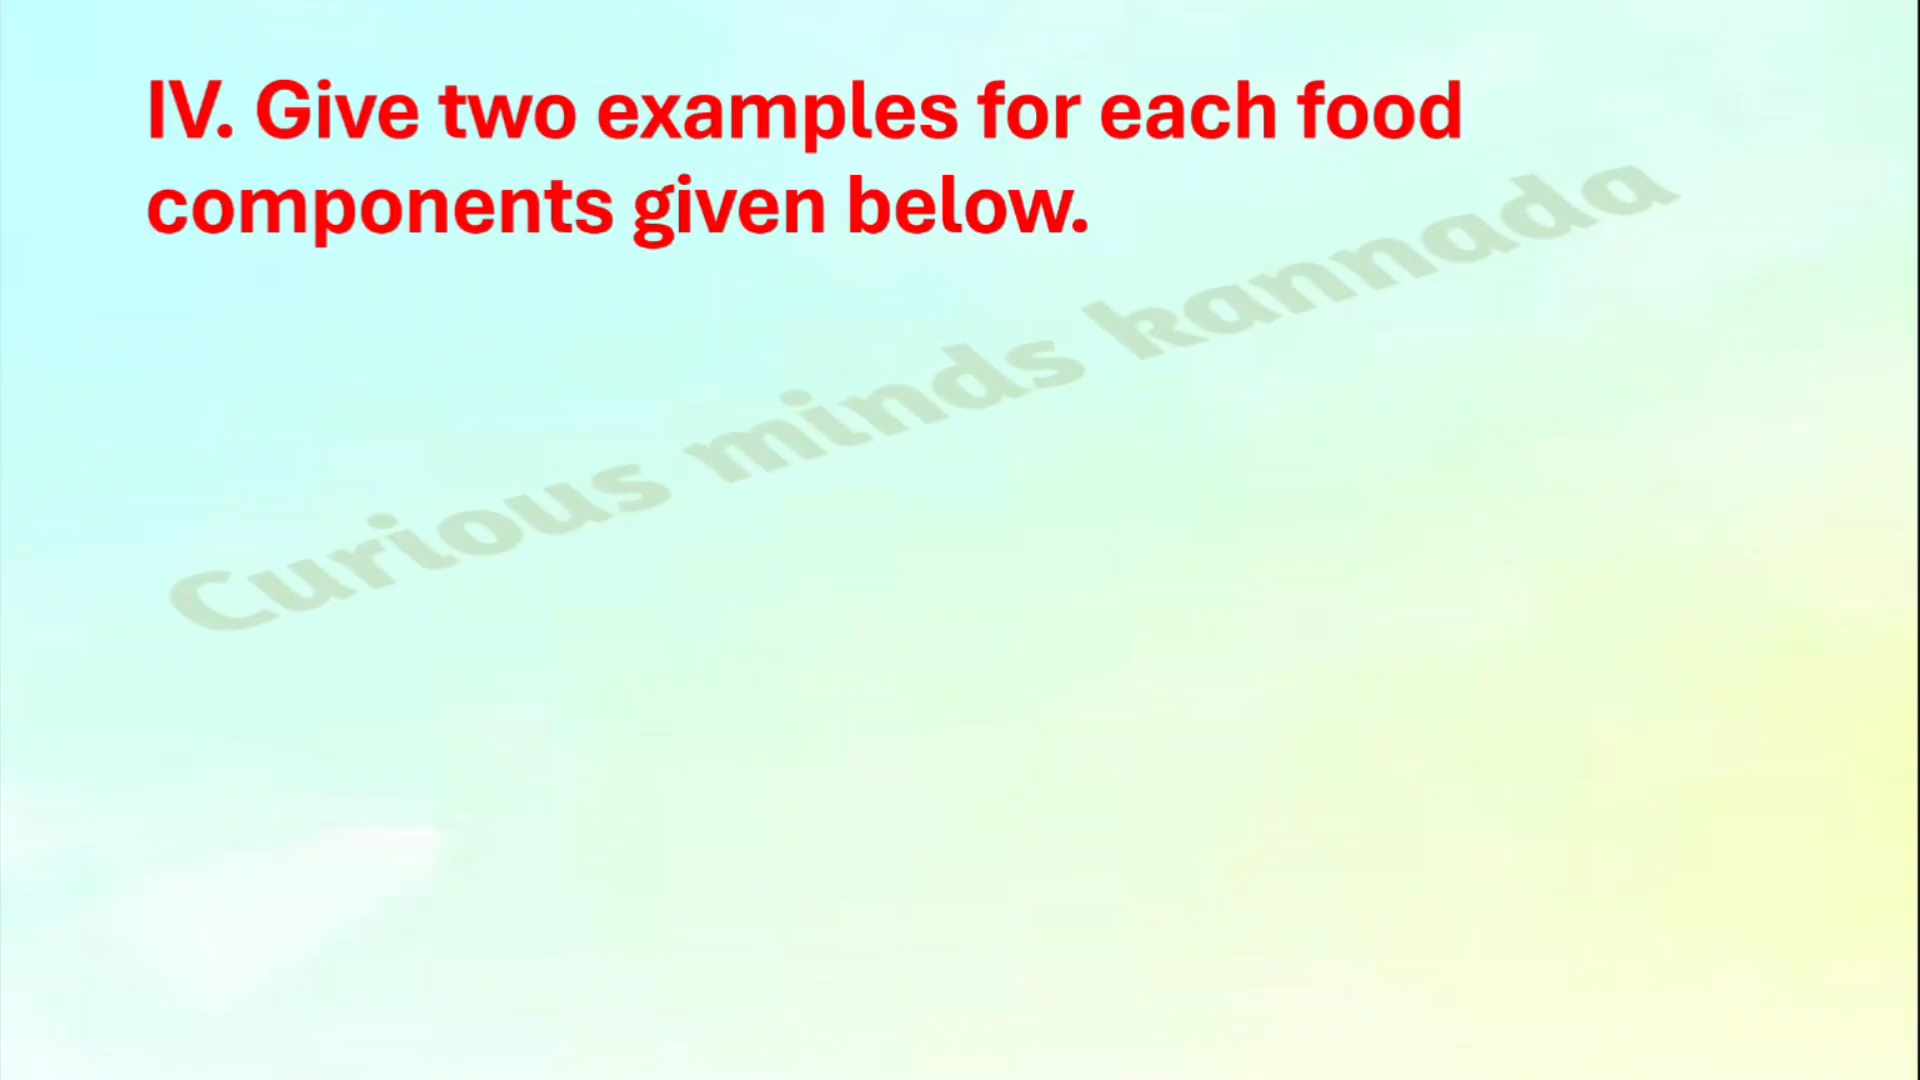 IV. Give two examples for each food
components given below.
Curious minds kannada